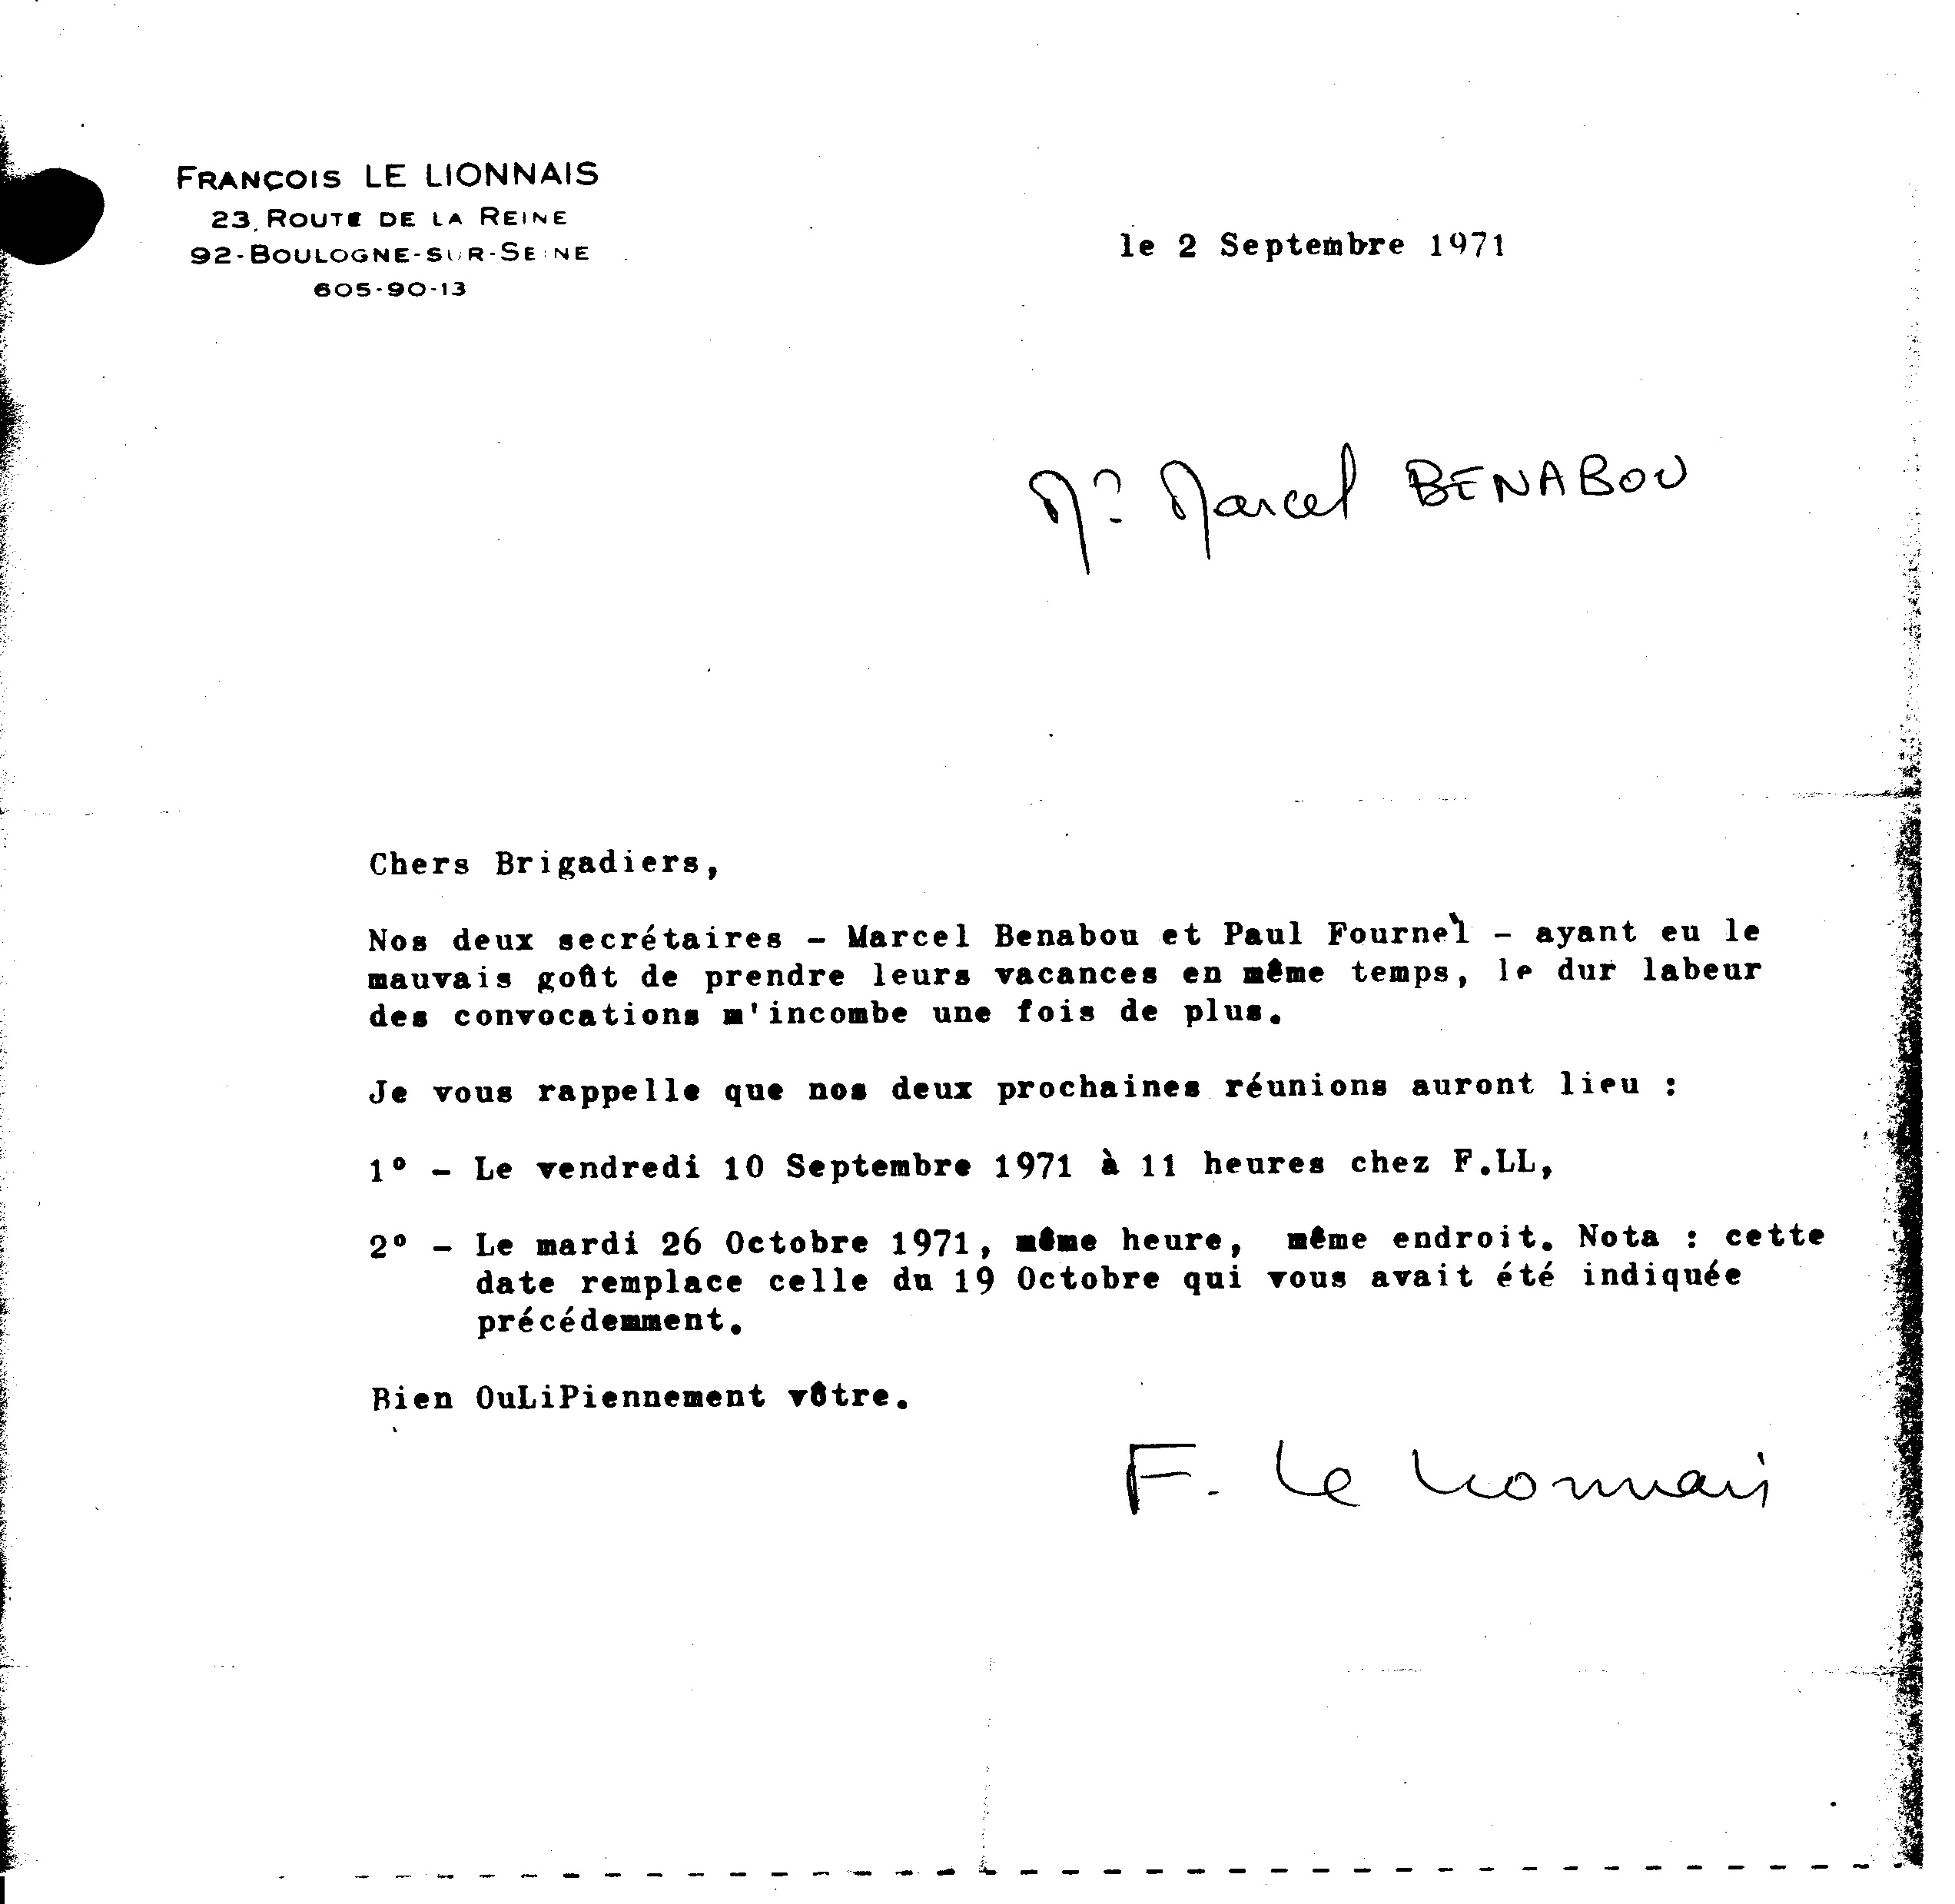 FRANÇOIS LE LIONNAIS
23, ROUTE DE LA REINE
92-BOULOGNE-SUR-SEINE
605-90-13
le 2 Septembre 1971
Mr Marcel BENABOU
Chers Brigadiers,
Nos deux secrétaires - Marcel Benabou et Paul Fournel - ayant eu le
mauvais goût de prendre leurs vacances en même temps, le dur labeur
des convocations m'incombe une fois de plus.
Je vous rappelle que nos deux prochaines réunions auront lieu :
1° - Le vendredi 10 Septembre 1971 à 11 heures chez F.LL,
2° - Le mardi 26 Octobre 1971, même heure, même endroit. Nota : cette
date remplace celle du 19 Octobre qui vous avait été indiquée
précédemment.
Bien OuLiPiennement vôtre.
F. Le Lionnais